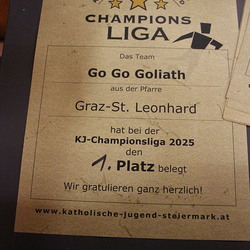 CHAMPIONS
LIGA
Das Team
Go Go Goliath
aus der Pfarre
Graz-St. Leonhard
hat bei der
KJ-Championsliga 2025
den
1. Platz belegt
Wir gratulieren ganz herzlich!
www.katholische-jugend-steiermark.at